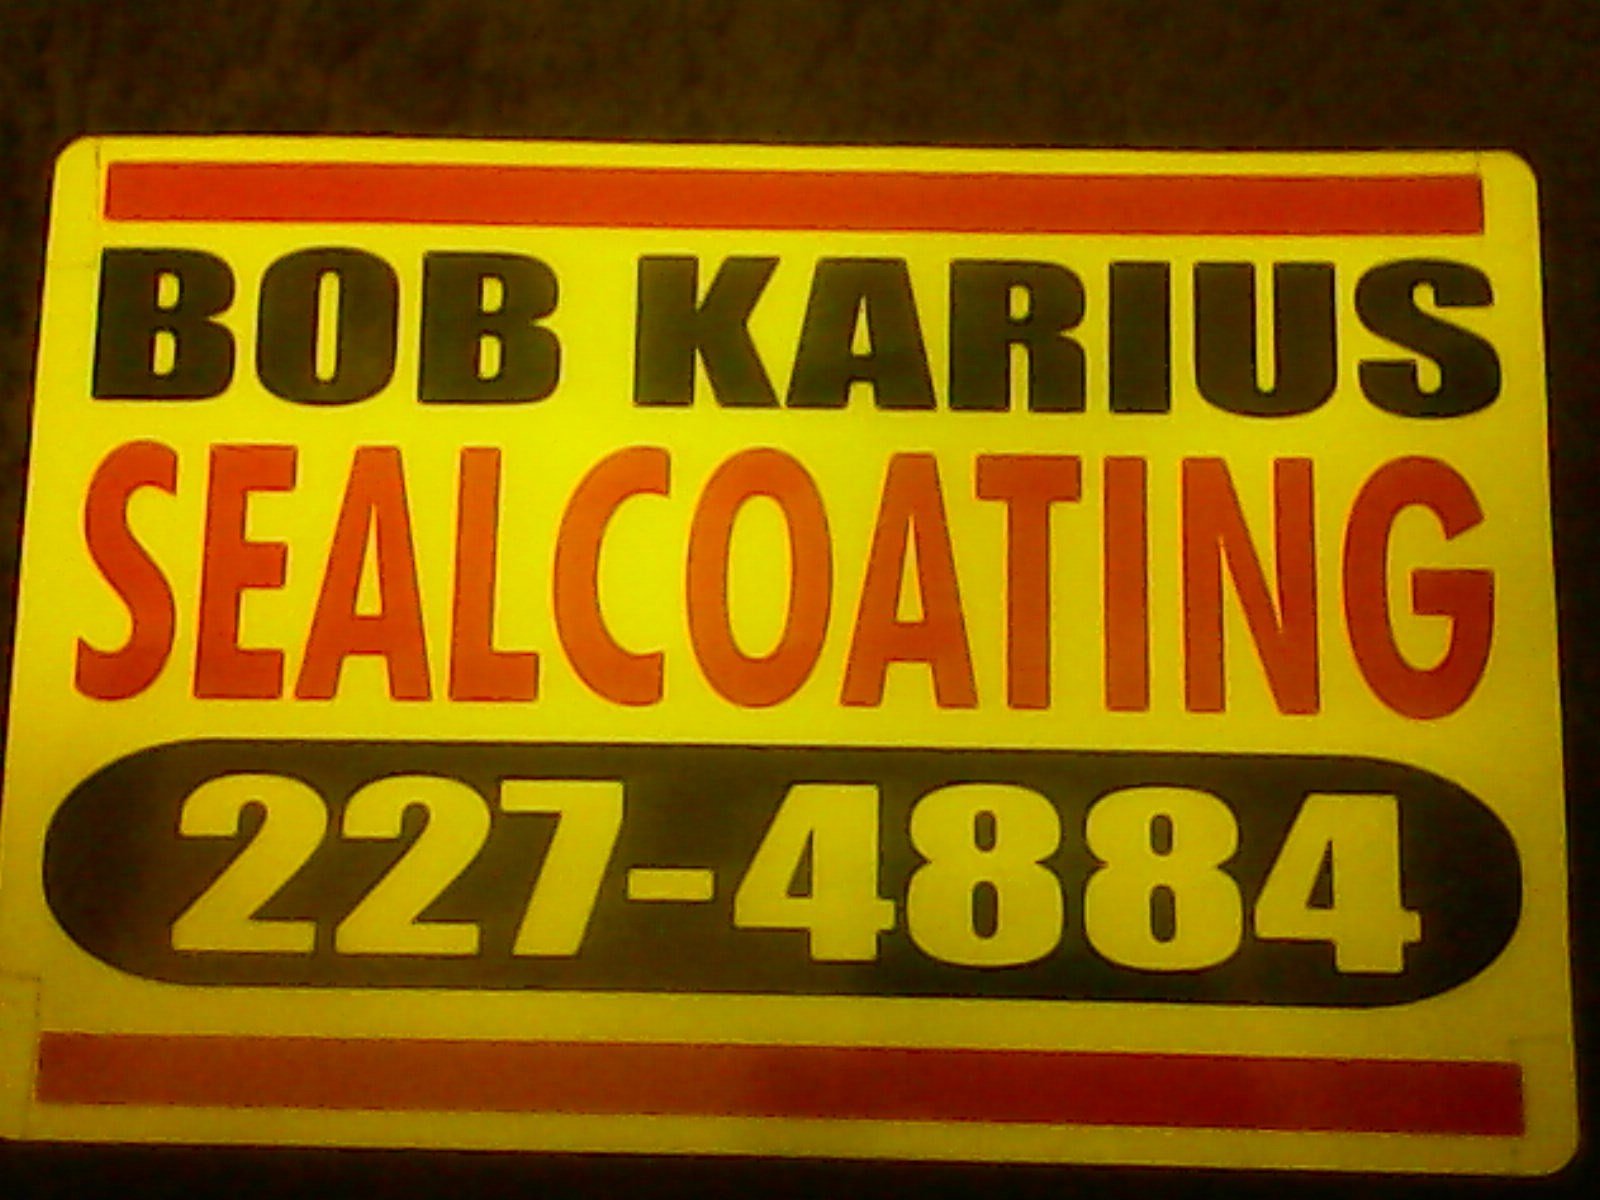 BOB KARIUS
SEALCOATING
227-4884